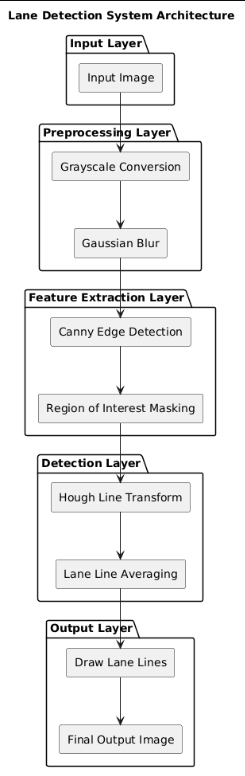 Lane Detection System Architecture
Input Layer
Input Image
Preprocessing Layer
Grayscale Conversion
Gaussian Blur
Feature Extraction Layer
Canny Edge Detection
Region of Interest Masking
Detection Layer
Hough Line Transform
Lane Line Averaging
Output Layer
Draw Lane Lines
Final Output Image